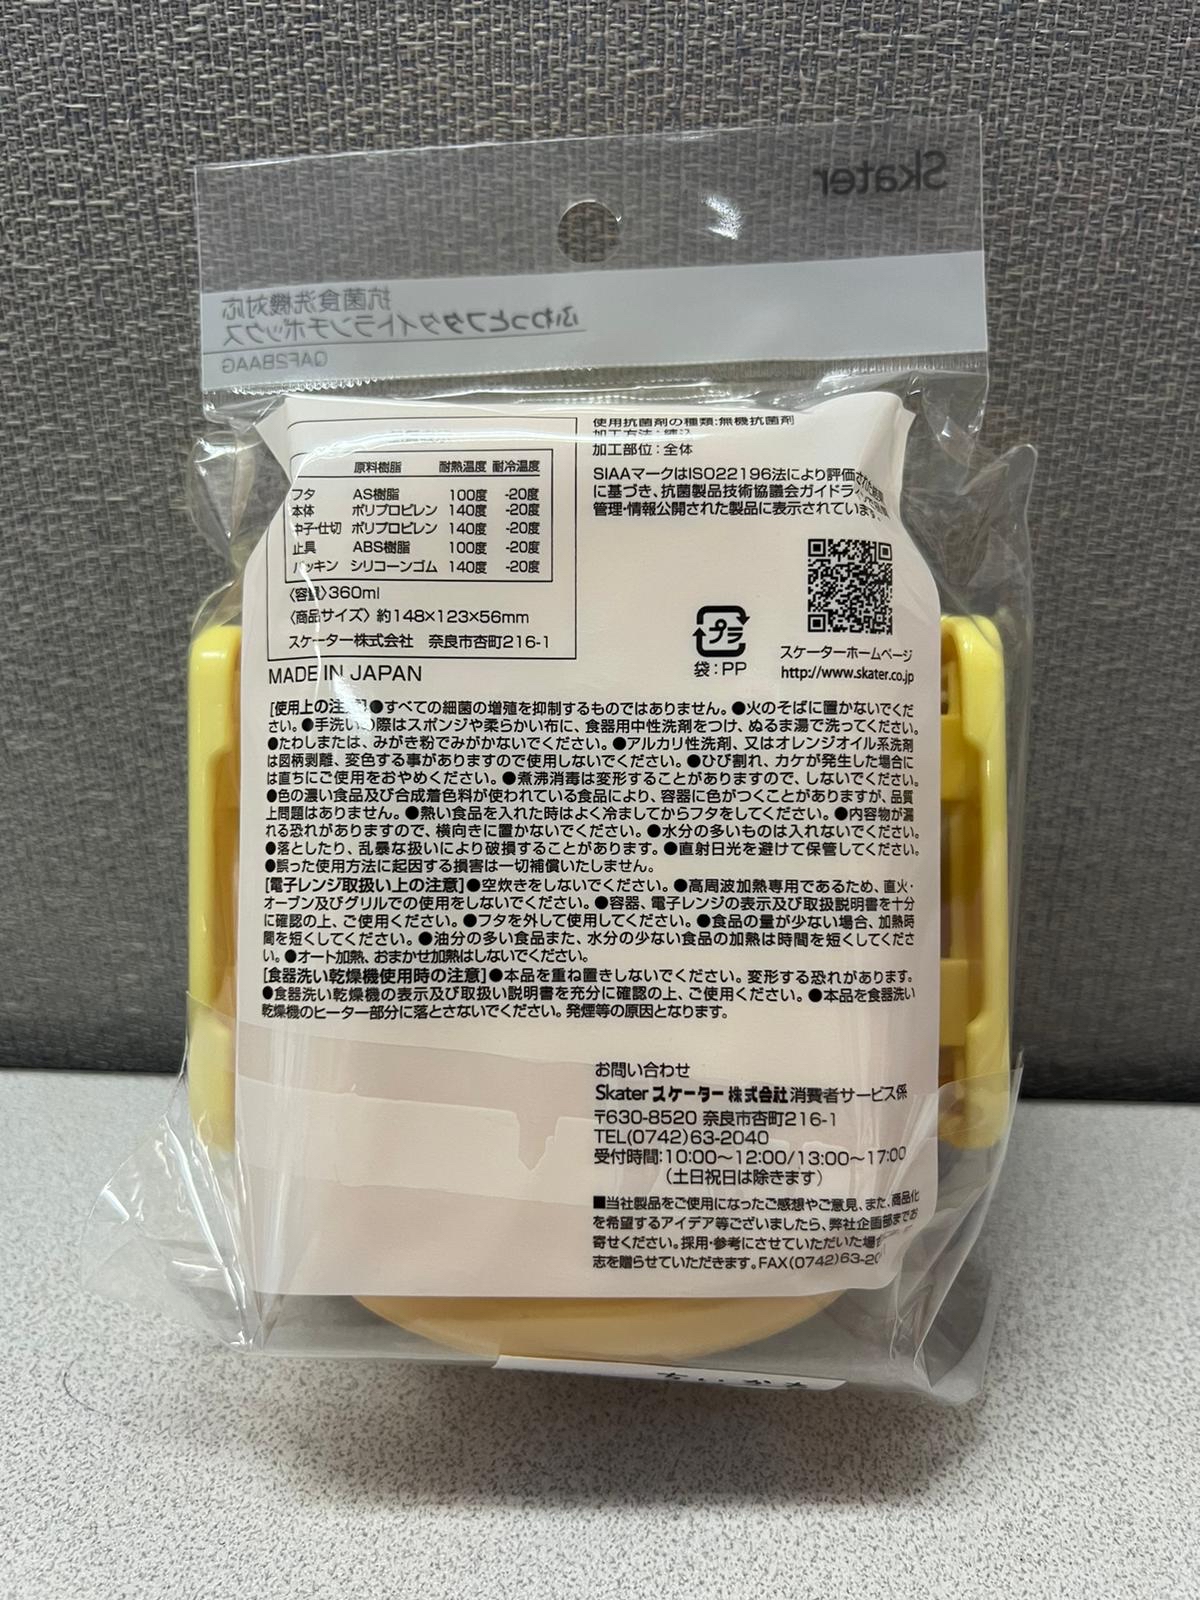 Skater
抗菌食洗機対応
ふわっとフタタイトランチボックス
QAF2BAAG
原料樹脂 耐熱温度 耐冷温度
フタ AS樹脂 100度 -20度
本体 ポリプロピレン 140度 -20度
中子・仕切 ポリプロピレン 140度 -20度
止具 ABS樹脂 100度 -20度
パッキン シリコーンゴム 140度 -20度
〈容量〉360ml
〈商品サイズ〉約148×123×56mm
スケーター株式会社 奈良市杏町216-1
MADE IN JAPAN
使用抗菌剤の種類:無機抗菌剤
加工方法:練込
加工部位:全体
SIAAマークはISO22196法により評価された結果
に基づき、抗菌製品技術協議会ガイドライン
管理・情報公開された製品に表示されています。
プラ
袋:PP
スケーターホームページ
http://www.skater.co.jp
[使用上の注意]●すべての細菌の増殖を抑制するものではありません。●火のそばに置かないでくだ
さい。●手洗いの際はスポンジや柔らかい布に、食器用中性洗剤をつけ、ぬるま湯で洗ってください。
●たわしまたは、みがき粉でみがかないでください。●アルカリ性洗剤、又はオレンジオイル系洗剤
は図柄剥離、変色する事がありますので使用しないでください。●ひび割れ、カケが発生した場合に
は直ちにご使用をおやめください。●煮沸消毒は変形することがありますので、しないでください。
●色の濃い食品及び合成着色料が使われている食品により、容器に色がつくことがありますが、品質
上問題はありません。●熱い食品を入れた時はよく冷ましてからフタをしてください。●内容物が漏
れる恐れがありますので、横向きに置かないでください。●水分の多いものは入れないでください。
●落としたり、乱暴な扱いにより破損することがあります。●直射日光を避けて保管してください。
●誤った使用方法に起因する損害は一切補償いたしません。
[電子レンジ取扱い上の注意]●空炊きをしないでください。●高周波加熱専用であるため、直火・
オーブン及びグリルでの使用をしないでください。●容器、電子レンジの表示及び取扱説明書を十分
に確認の上、ご使用ください。●フタを外して使用してください。●食品の量が少ない場合、加熱時
間を短くしてください。●油分の多い食品また、水分の少ない食品の加熱は時間を短くしてくださ
い。●オート加熱、おまかせ加熱はしないでください。
[食器洗い乾燥機使用時の注意]●本品を重ね置きしないでください。変形する恐れがあります。
●食器洗い乾燥機の表示及び取扱い説明書を充分に確認の上、ご使用ください。●本品を食器洗い
乾燥機のヒーター部分に落とさないでください。発煙等の原因となります。
お問い合わせ
Skater スケーター株式会社消費者サービス係
〒630-8520 奈良市杏町216-1
TEL(0742)63-2040
受付時間:10:00〜12:00/13:00〜17:00
(土日祝日は除きます)
■当社製品をご使用になったご感想やご意見、また、商品化
を希望するアイデア等ございましたら、弊社企画部までお
寄せください。採用・参考にさせていただいた場合
志を贈らせていただきます。FAX(0742)63-20
ちいかわ